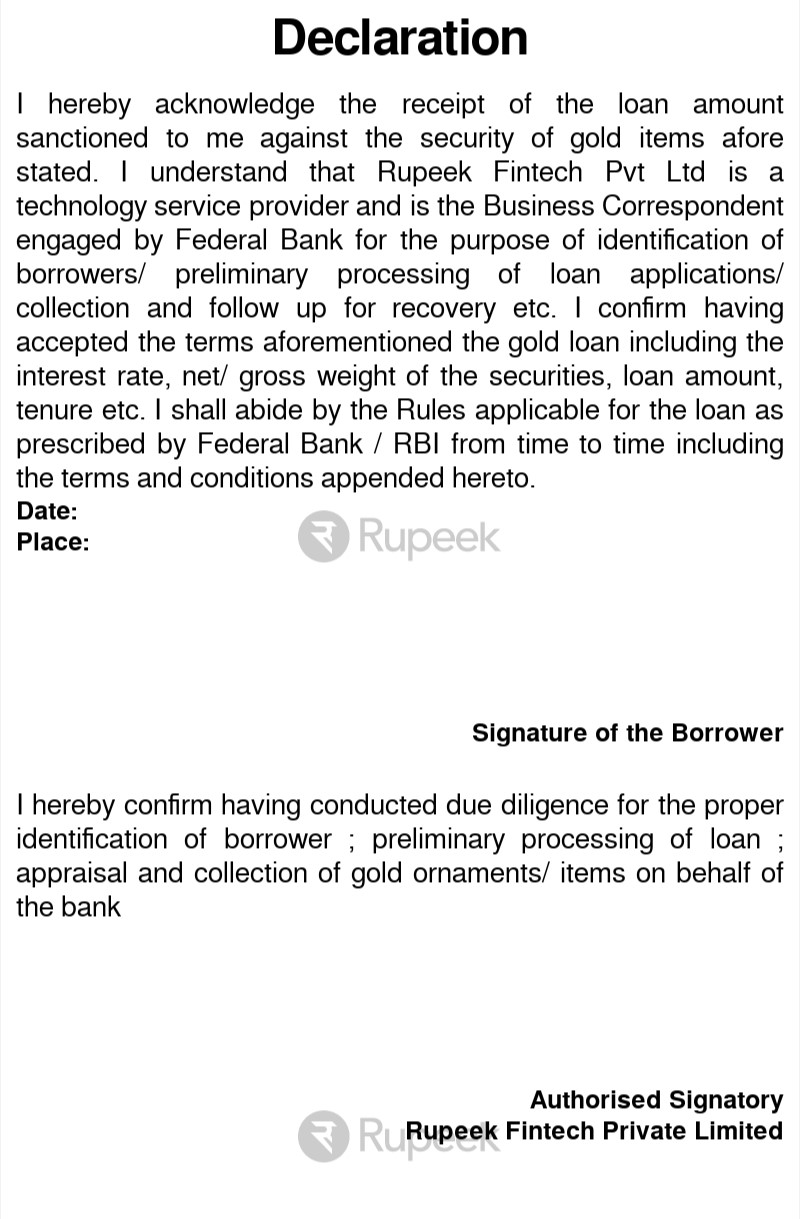 Declaration
I hereby acknowledge the receipt of the loan amount
sanctioned to me against the security of gold items afore
stated. I understand that Rupeek Fintech Pvt Ltd is a
technology service provider and is the Business Correspondent
engaged by Federal Bank for the purpose of identification of
borrowers/ preliminary processing of loan applications/
collection and follow up for recovery etc. I confirm having
accepted the terms aforementioned the gold loan including the
interest rate, net/ gross weight of the securities, loan amount,
tenure etc. I shall abide by the Rules applicable for the loan as
prescribed by Federal Bank / RBI from time to time including
the terms and conditions appended hereto.
Date:
Place:
Rupeek
Signature of the Borrower
I hereby confirm having conducted due diligence for the proper
identification of borrower ; preliminary processing of loan ;
appraisal and collection of gold ornaments/ items on behalf of
the bank
Authorised Signatory
Rupeek Fintech Private Limited
Rupeek